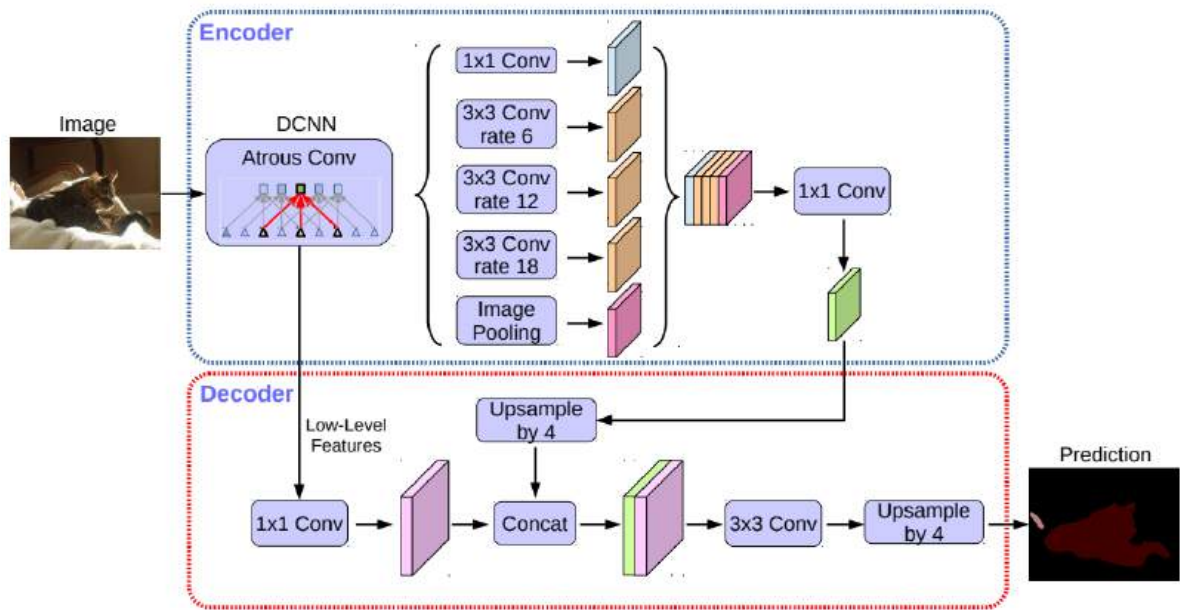 Encoder
Image
DCNN
Atrous Conv
1x1 Conv
3x3 Conv
rate 6
3x3 Conv
rate 12
3x3 Conv
rate 18
Image
Pooling
1x1 Conv
Decoder
Low-Level
Features
Upsample
by 4
1x1 Conv
Concat
3x3 Conv
Upsample
by 4
Prediction